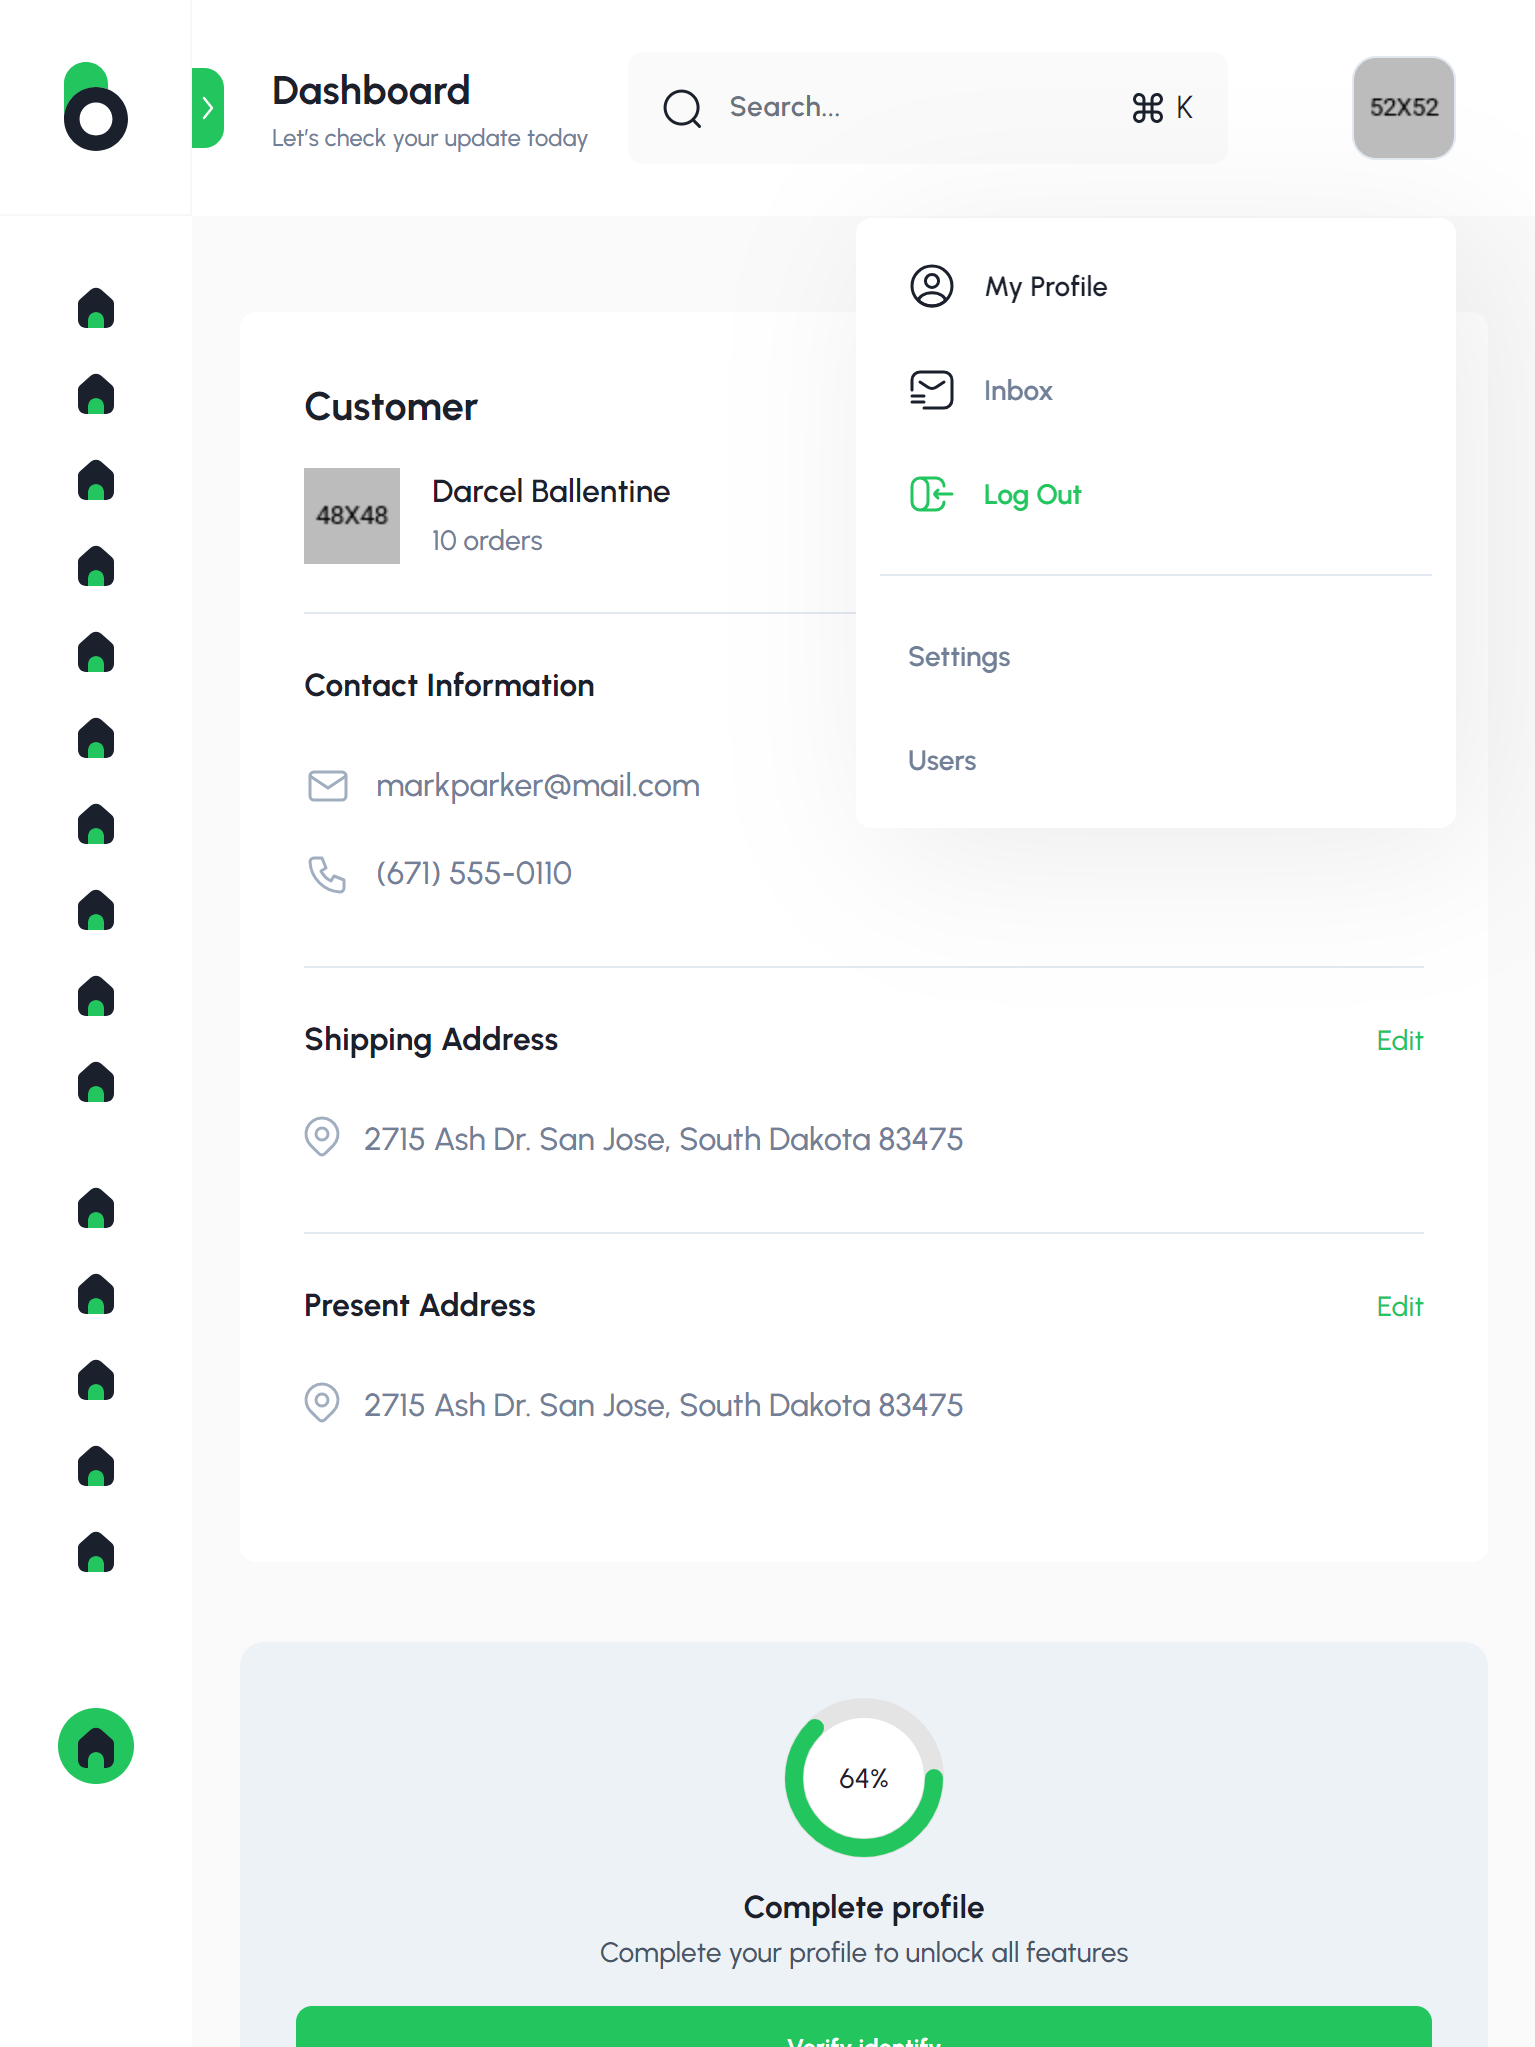 Dashboard
Let's check your update today
Search...
⌘ K
52X52
My Profile
Inbox
Log Out
Settings
Users
Customer
48X48
Darcel Ballentine
10 orders
Contact Information
markparker@mail.com
(671) 555-0110
Shipping Address
Edit
2715 Ash Dr. San Jose, South Dakota 83475
Present Address
Edit
2715 Ash Dr. San Jose, South Dakota 83475
64%
Complete profile
Complete your profile to unlock all features
Verify identify